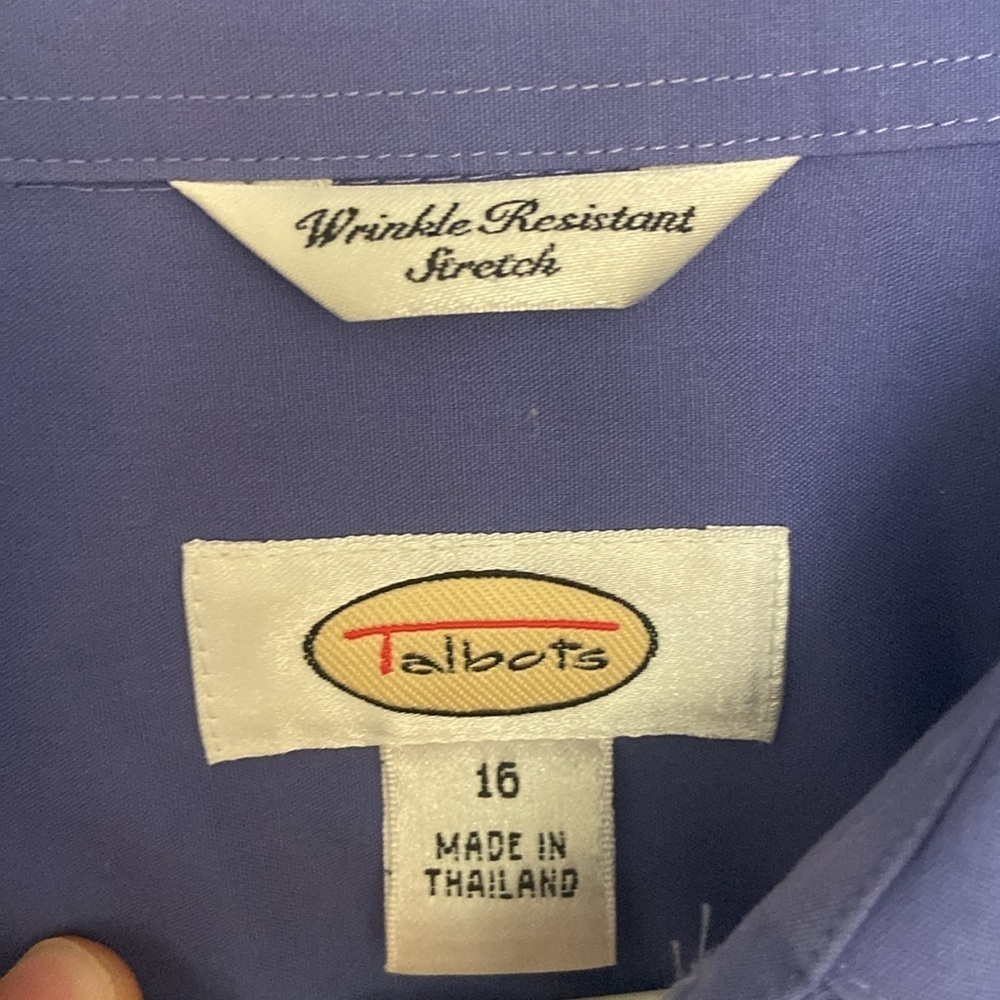 Wrinkle Resistant
Stretch
Talbots
16
MADE IN
THAILAND